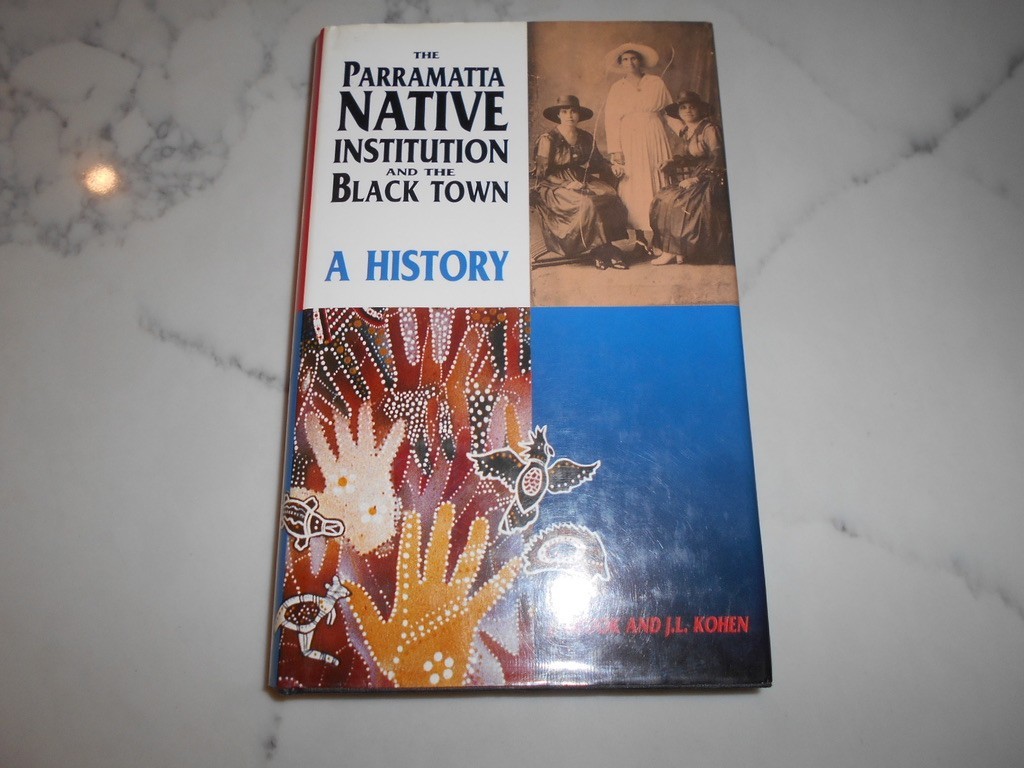 THE
PARRAMATTA
NATIVE
INSTITUTION
AND THE
BLACK TOWN
A HISTORY
AND J.L. KOHEN